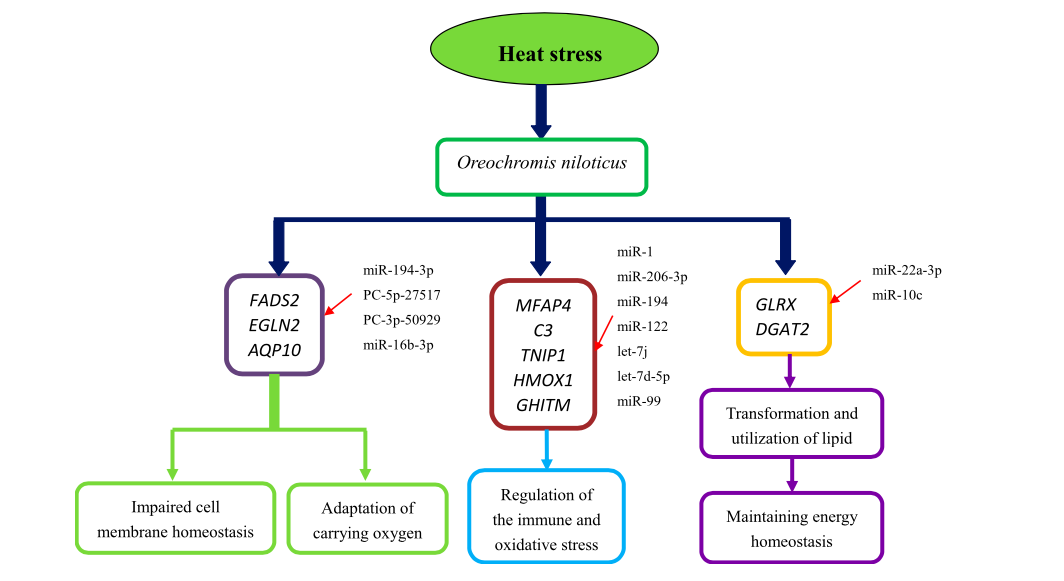 Heat stress
Oreochromis niloticus
FADS2
EGLN2
AQP10
miR-194-3p
PC-5p-27517
PC-3p-50929
miR-16b-3p
MFAP4
C3
TNIP1
HMOX1
GHITM
miR-1
miR-206-3p
miR-194
miR-122
let-7j
let-7d-5p
miR-99
GLRX
DGAT2
miR-22a-3p
miR-10c
Impaired cell
membrane homeostasis
Adaptation of
carrying oxygen
Regulation of
the immune and
oxidative stress
Transformation and
utilization of lipid
Maintaining energy
homeostasis